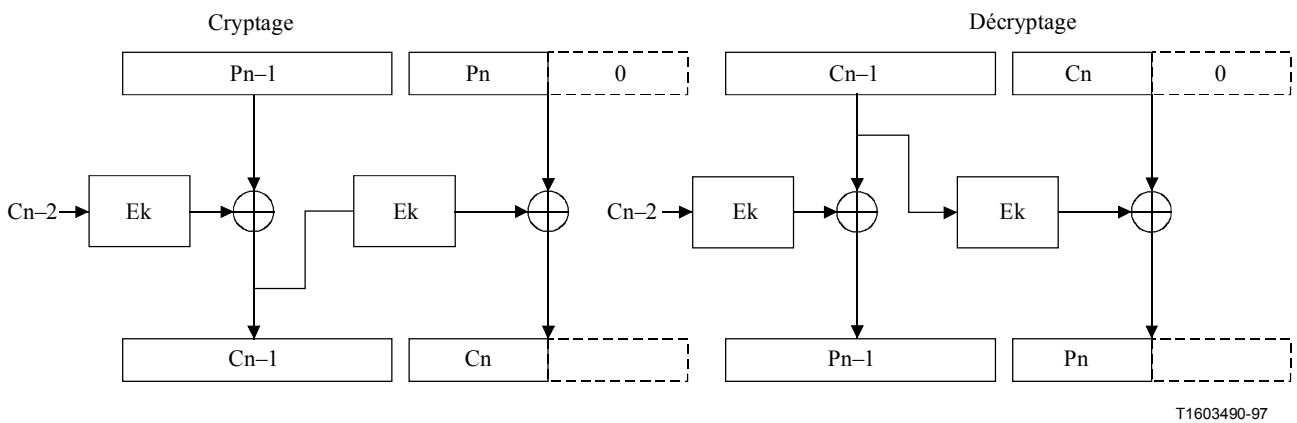 Cryptage Décryptage
Pn–1 Pn 0 Cn–1 Cn 0
Cn–2 Ek Ek Cn–2 Ek Ek
Cn–1 Cn Pn–1 Pn
T1603490-97